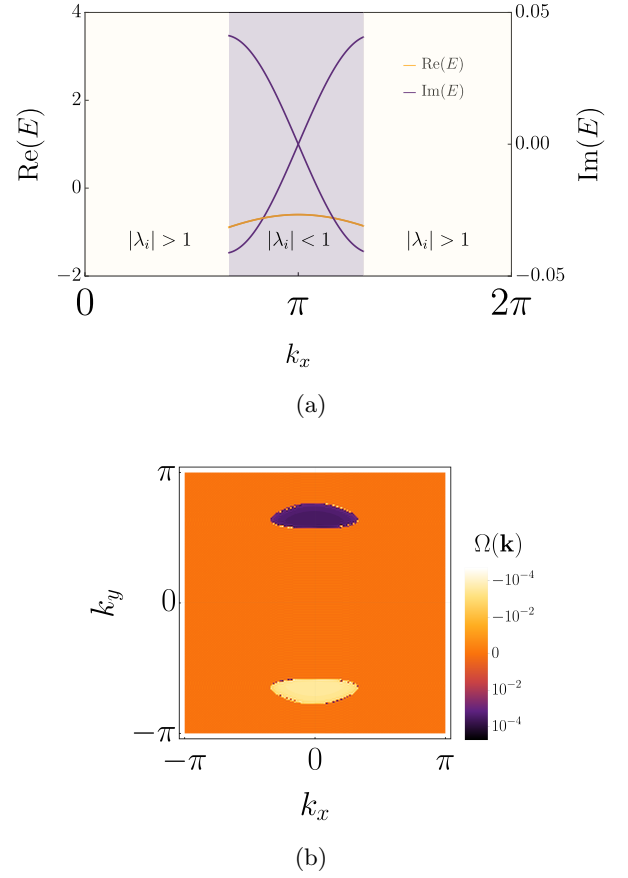 4
0.05
Re(E)
Im(E)
2
Re(E)
0.00
Im(E)
0
|λ_i| > 1
|λ_i| < 1
|λ_i| > 1
−2
−0.05
0
π
2π
k_x
(a)
π
Ω(𝐤)
−10⁻⁴
−10⁻²
k_y
0
0
10⁻²
10⁻⁴
−π
−π
0
π
k_x
(b)